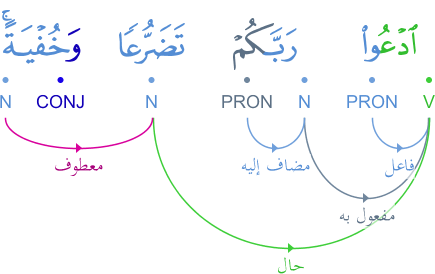 ٱدْعُوا۟ رَبَّكُمْ تَضَرُّعًا وَخُفْيَةً ۚ
V PRON N PRON N CONJ N
فاعل مضاف إليه معطوف
مفعول به
حال